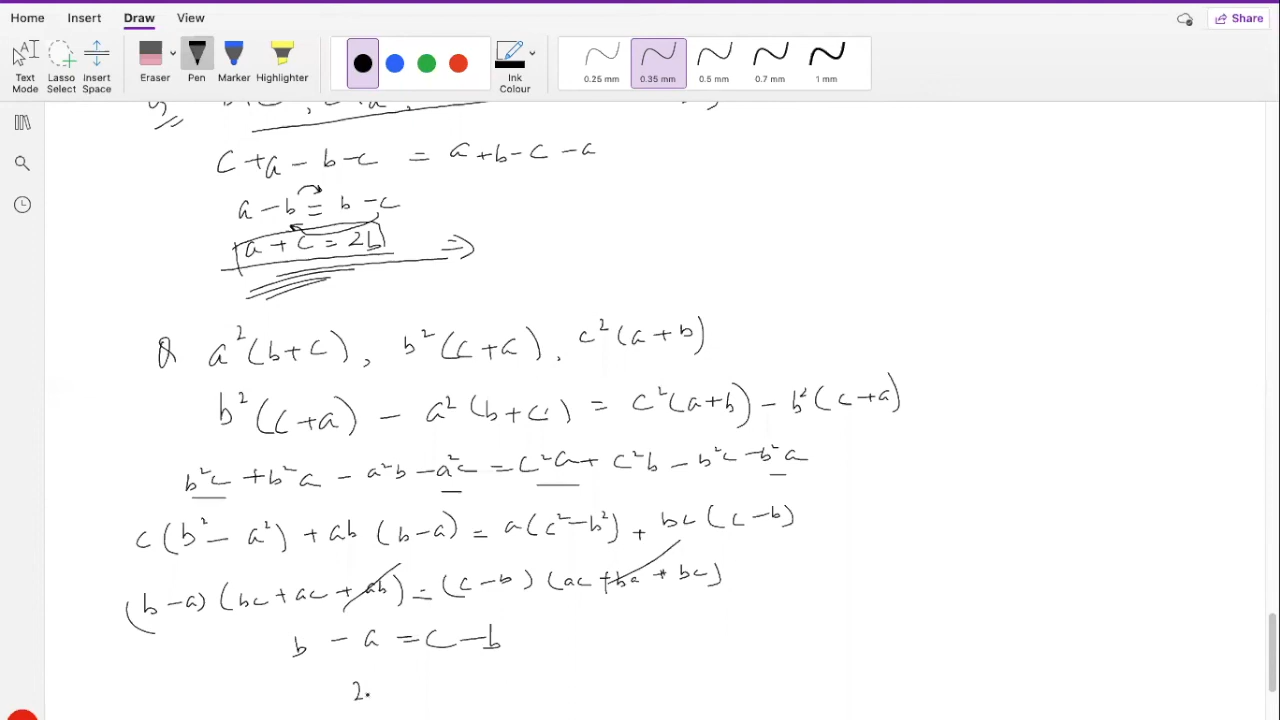 Home Insert Draw View
Share
Text Mode Lasso Select Insert Space Eraser Pen Marker Highlighter Ink Colour 0.25 mm 0.35 mm 0.5 mm 0.7 mm 1 mm
c + a - b - c = a + b - c - a
a - b = b - c
a + c = 2b ⇒
Q a²(b+c), b²(c+a), c²(a+b)
b²(c+a) - a²(b+c) = c²(a+b) - b²(c+a)
b²c + b²a - a²b - a²c = c²a + c²b - b²c - b²a
c(b² - a²) + ab(b-a) = a(c² - b²) + bc(c-b)
(b-a)(bc + ac + ab) = (c-b)(ac + ba + bc)
b - a = c - b
2.